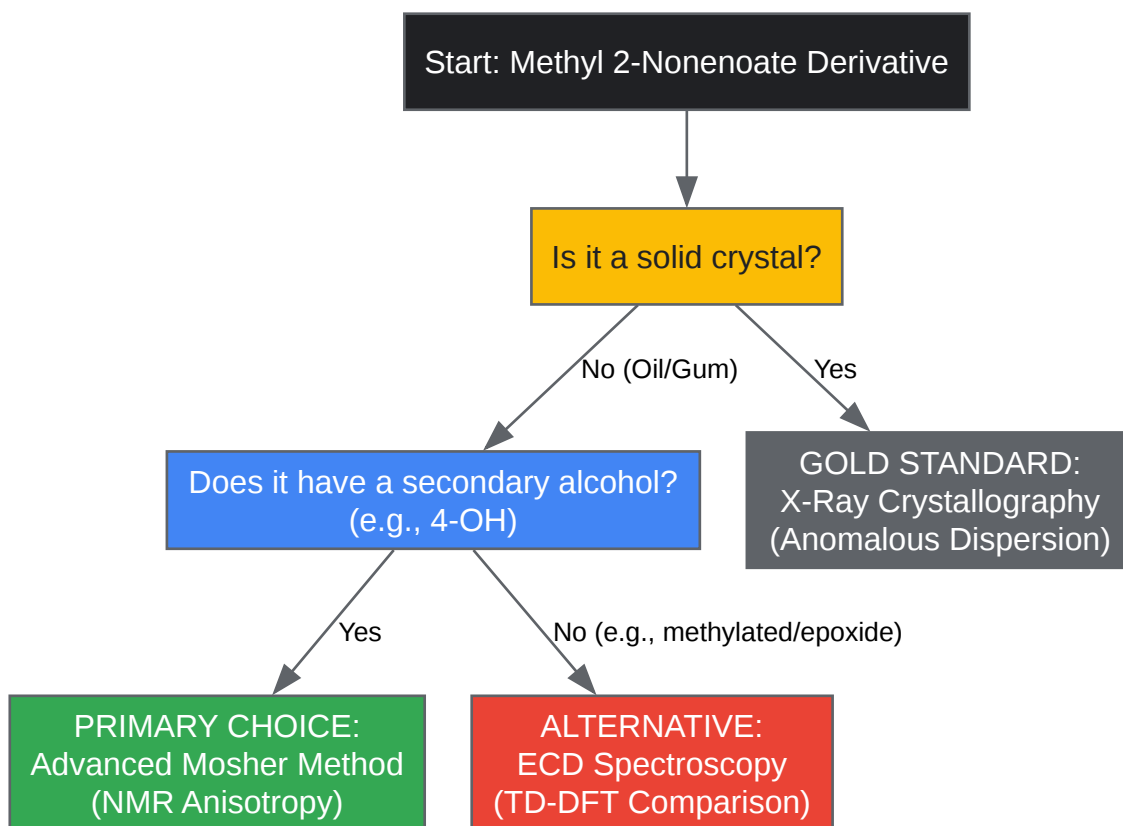 Start: Methyl 2-Nonenoate Derivative
Is it a solid crystal?
No (Oil/Gum)
Yes
Does it have a secondary alcohol?
(e.g., 4-OH)
GOLD STANDARD:
X-Ray Crystallography
(Anomalous Dispersion)
Yes
No (e.g., methylated/epoxide)
PRIMARY CHOICE:
Advanced Mosher Method
(NMR Anisotropy)
ALTERNATIVE:
ECD Spectroscopy
(TD-DFT Comparison)